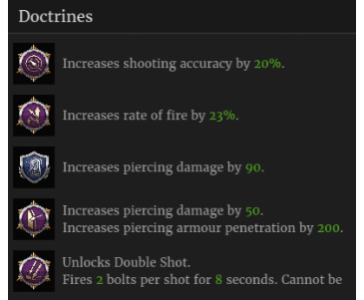 Doctrines
Increases shooting accuracy by 20%.
Increases rate of fire by 23%.
Increases piercing damage by 90.
Increases piercing damage by 50.
Increases piercing armour penetration by 200.
Unlocks Double Shot.
Fires 2 bolts per shot for 8 seconds. Cannot be